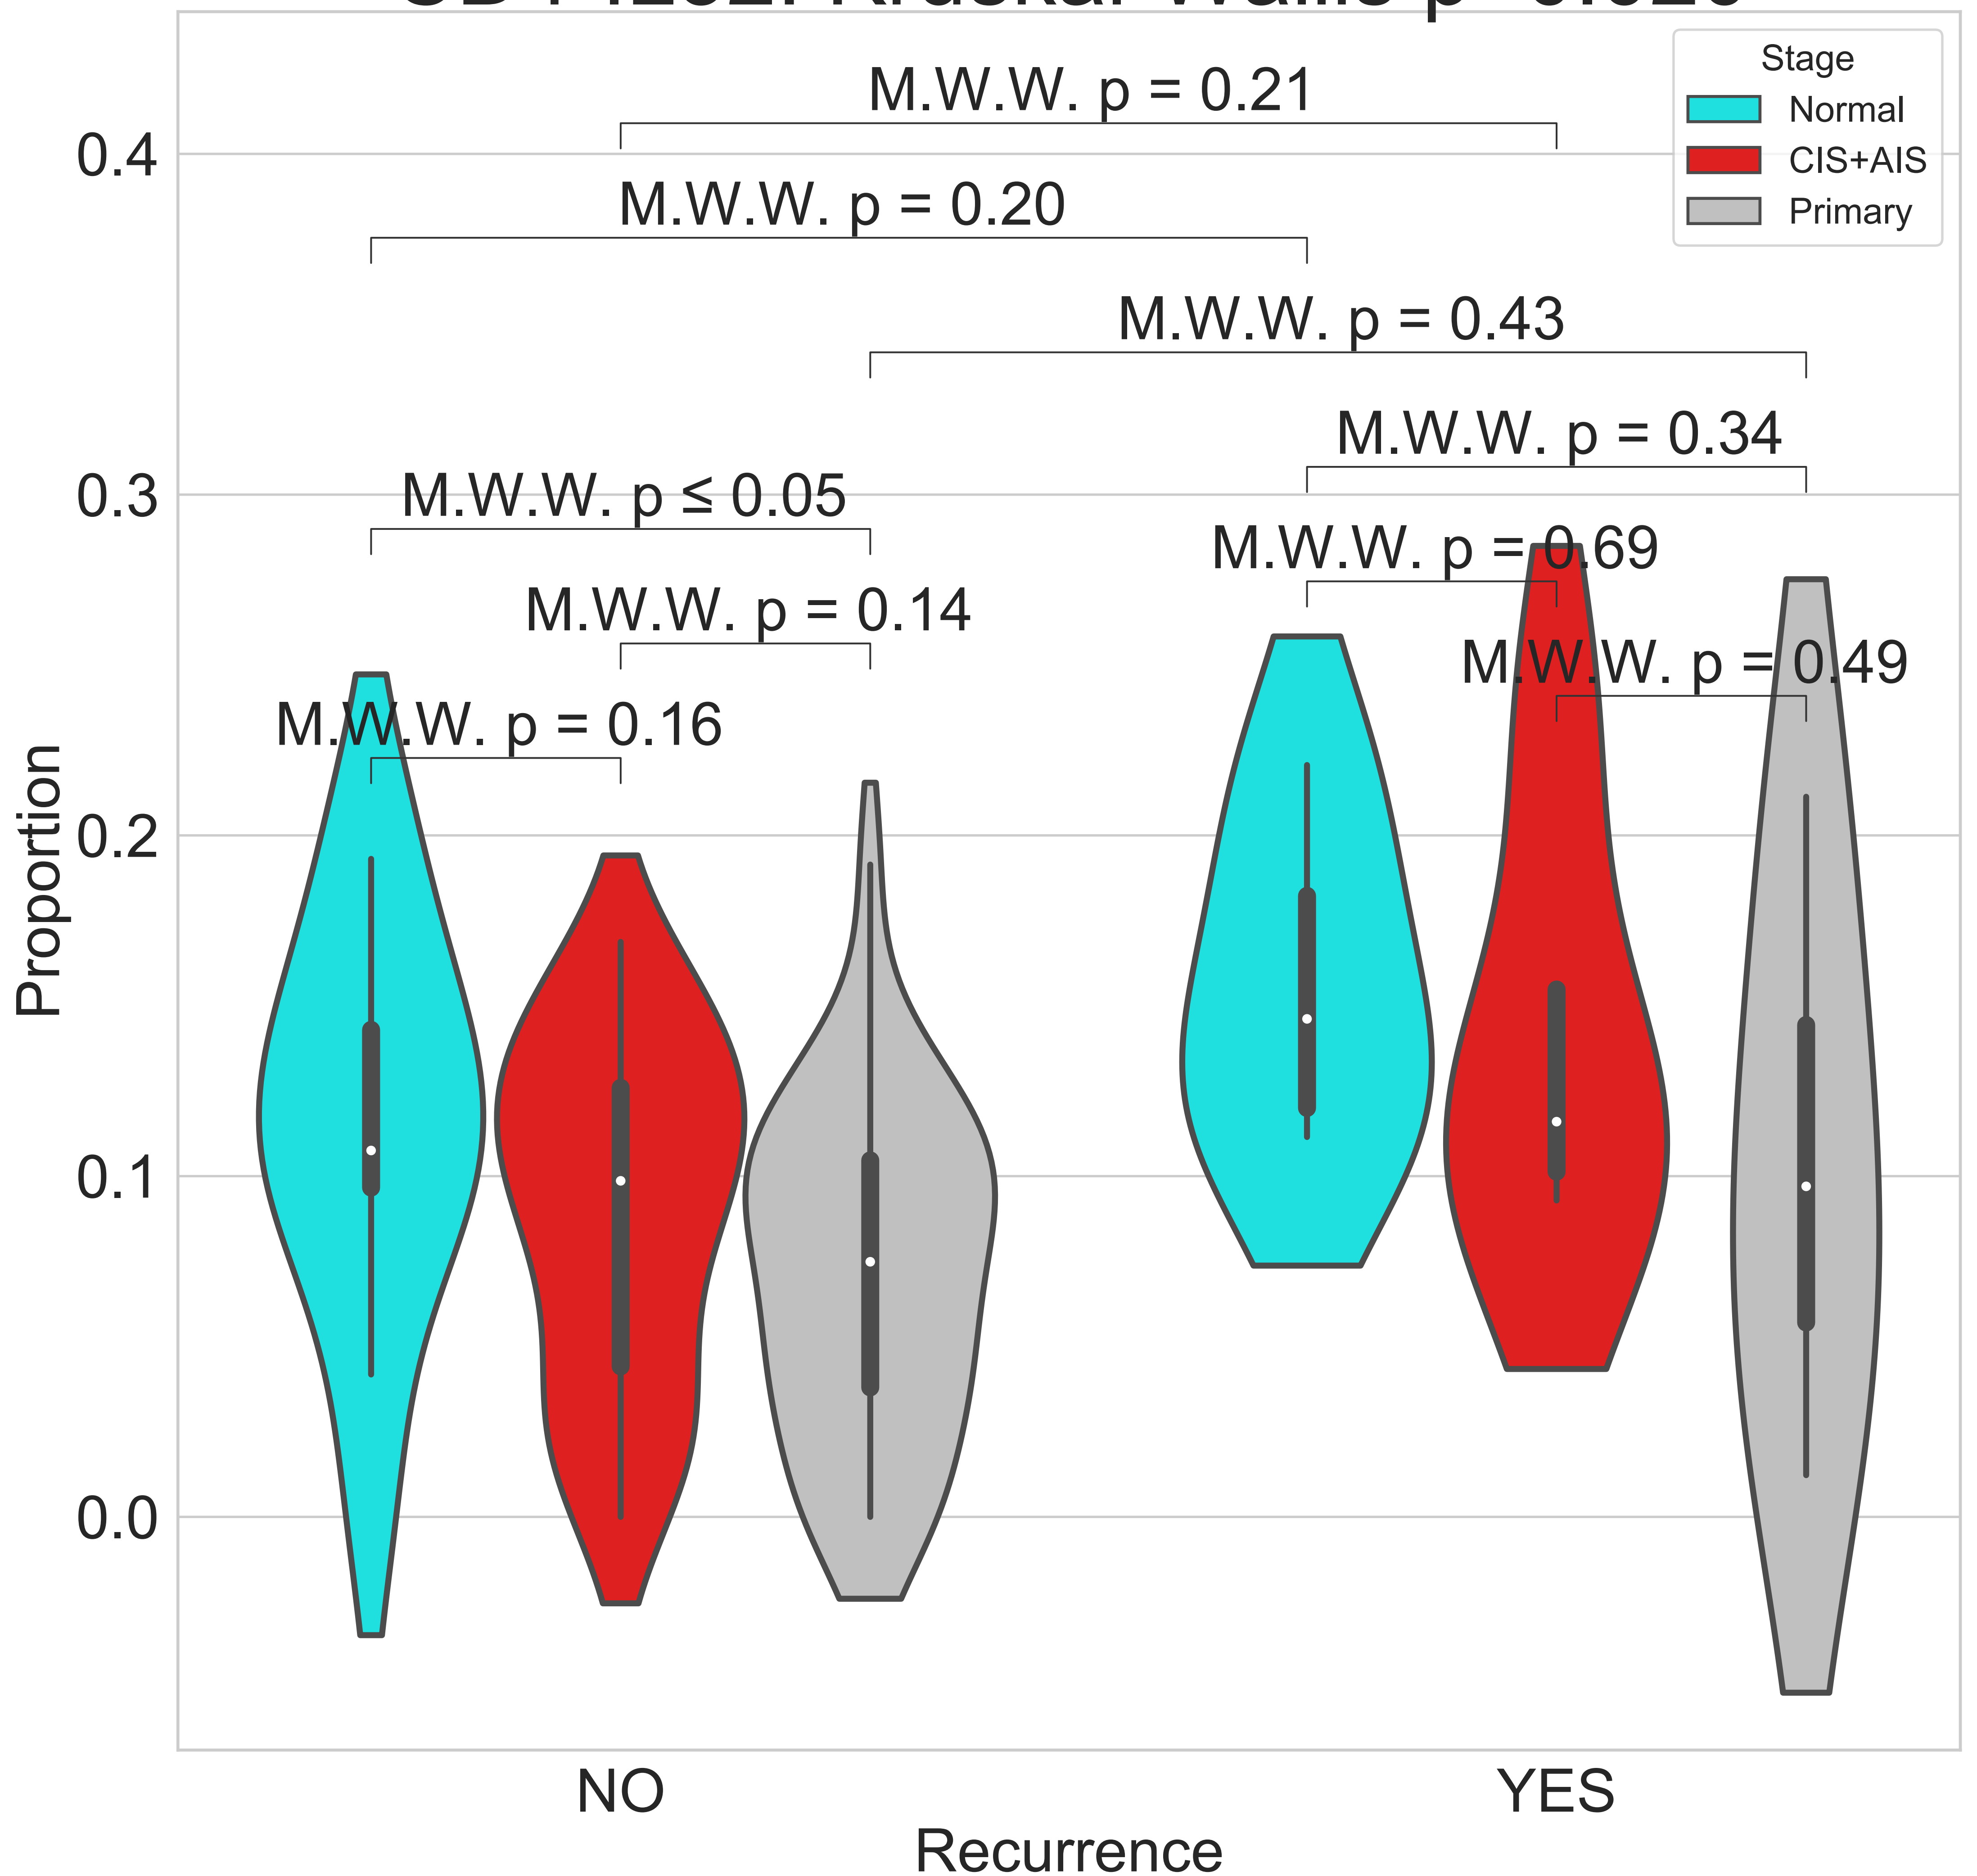 Stage
Normal
CIS+AIS
Primary
M.W.W. p = 0.21
M.W.W. p = 0.20
M.W.W. p = 0.43
M.W.W. p = 0.34
M.W.W. p ≤ 0.05
M.W.W. p = 0.69
M.W.W. p = 0.14
M.W.W. p = 0.49
M.W.W. p = 0.16
0.4
0.3
0.2
0.1
0.0
Proportion
NO
YES
Recurrence